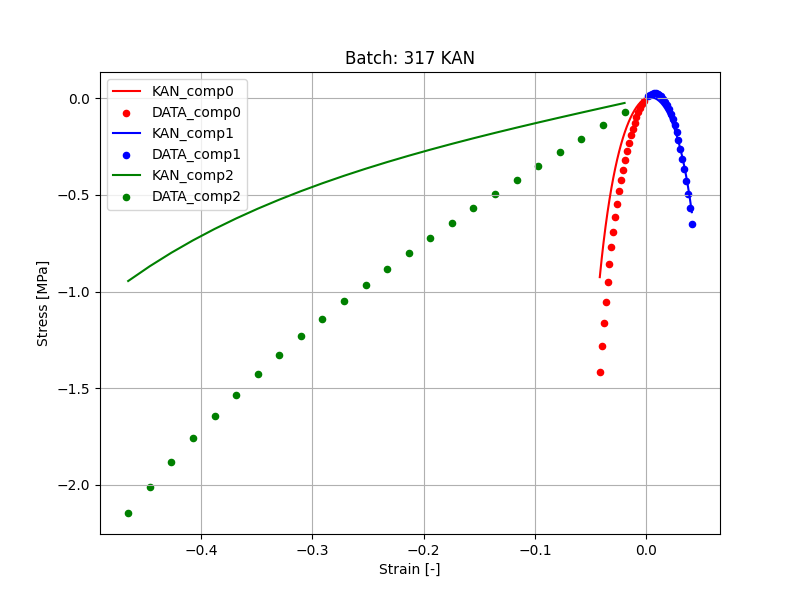 Batch: 317 KAN
KAN_comp0
DATA_comp0
KAN_comp1
DATA_comp1
KAN_comp2
DATA_comp2
Stress [MPa]
0.0
−0.5
−1.0
−1.5
−2.0
−0.4 −0.3 −0.2 −0.1 0.0
Strain [-]